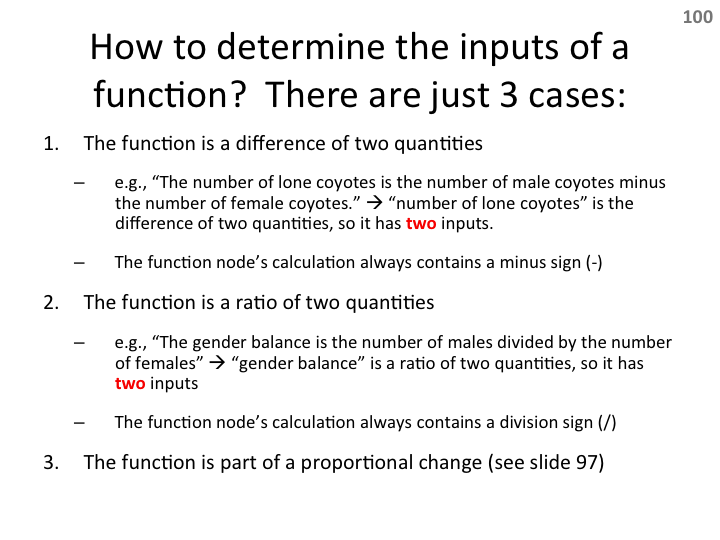 100
How to determine the inputs of a
function?  There are just 3 cases:
1. The function is a difference of two quantities
– e.g., “The number of lone coyotes is the number of male coyotes minus
the number of female coyotes.” → “number of lone coyotes” is the
difference of two quantities, so it has two inputs.
– The function node’s calculation always contains a minus sign (-)
2. The function is a ratio of two quantities
– e.g., “The gender balance is the number of males divided by the number
of females” → “gender balance” is a ratio of two quantities, so it has
two inputs
– The function node’s calculation always contains a division sign (/)
3. The function is part of a proportional change (see slide 97)